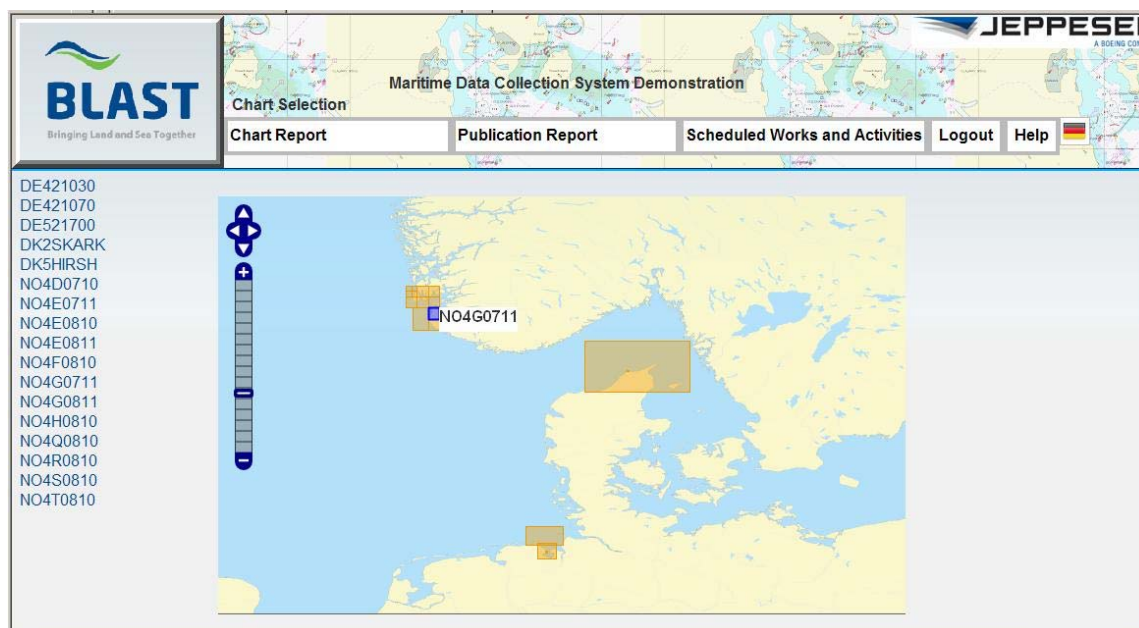 JEPPESEN
A BOEING COM
BLAST
Bringing Land and Sea Together
Maritime Data Collection System Demonstration
Chart Selection
Chart Report
Publication Report
Scheduled Works and Activities
Logout
Help
DE421030
DE421070
DE521700
DK2SKARK
DK5HIRSH
NO4D0710
NO4E0711
NO4E0810
NO4E0811
NO4F0810
NO4G0711
NO4G0811
NO4H0810
NO4Q0810
NO4R0810
NO4S0810
NO4T0810
NO4G0711